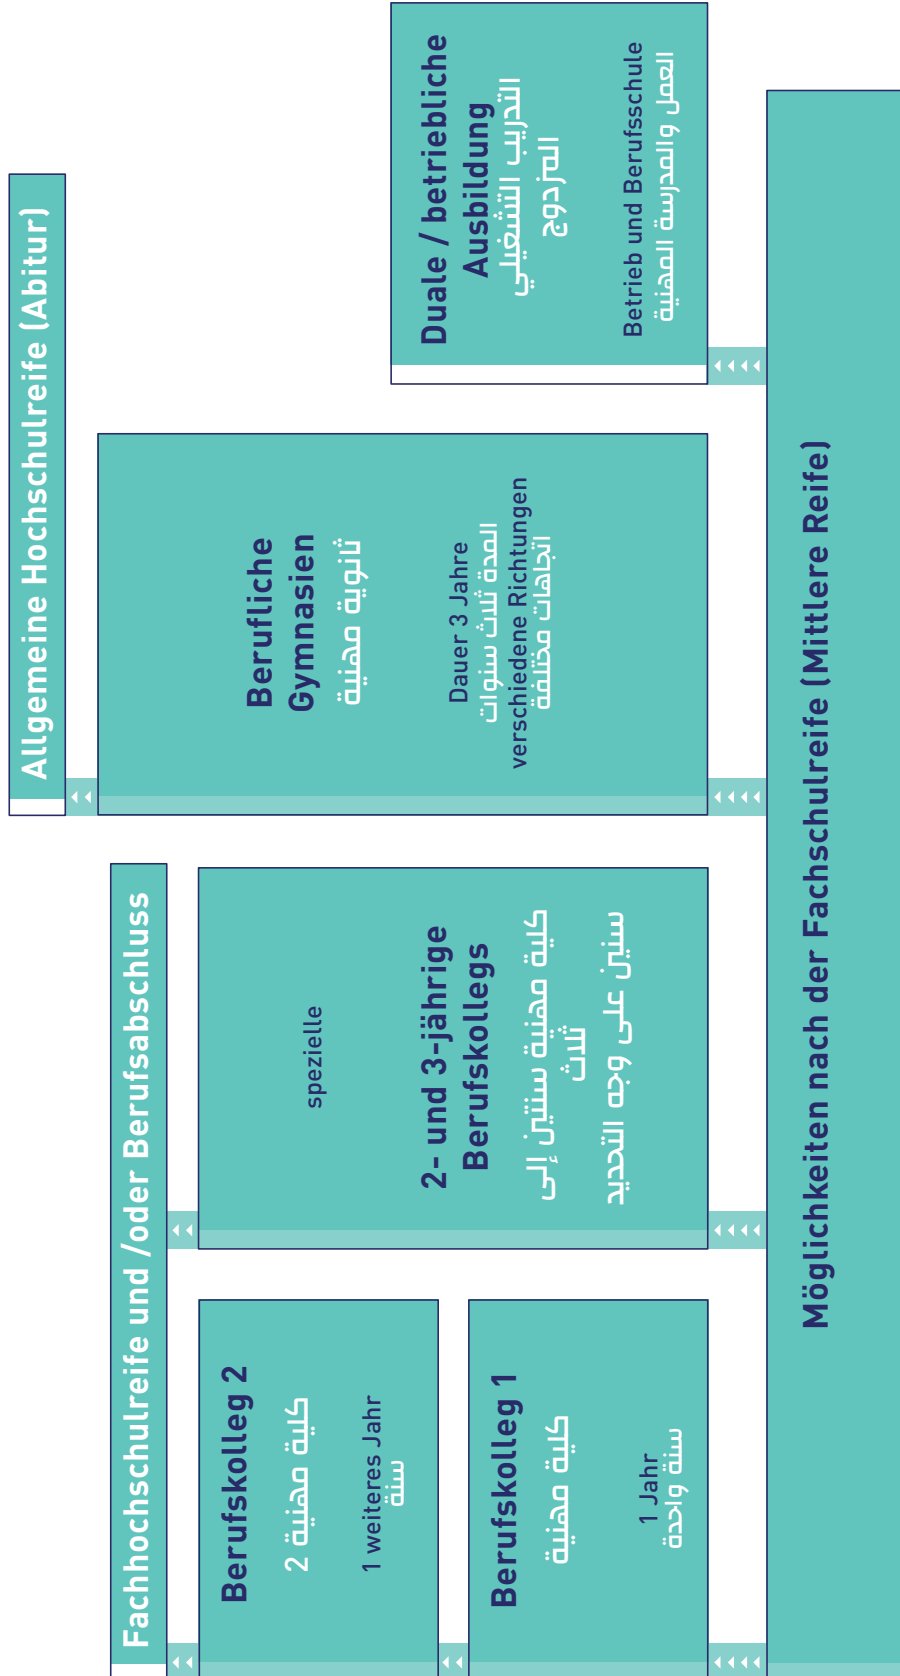 Allgemeine Hochschulreife (Abitur)
Fachhochschulreife und /oder Berufsabschluss
Berufskolleg 2
كلية مهنية 2
1 weiteres Jahr
سنة
Berufskolleg 1
كلية مهنية
1 Jahr
سنة واحدة
spezielle
2- und 3-jährige
Berufskollegs
كلية مهنية سنتين إلى
ثلاث
سنين على وجه التحديد
Berufliche
Gymnasien
ثانوية مهنية
Dauer 3 Jahre
المدة ثلاث سنوات
verschiedene Richtungen
اتجاهات مختلفة
Duale / betriebliche
Ausbildung
التدريب التشغيلي
المزدوج
Betrieb und Berufsschule
العمل والمدرسة المهنية
Möglichkeiten nach der Fachschulreife (Mittlere Reife)